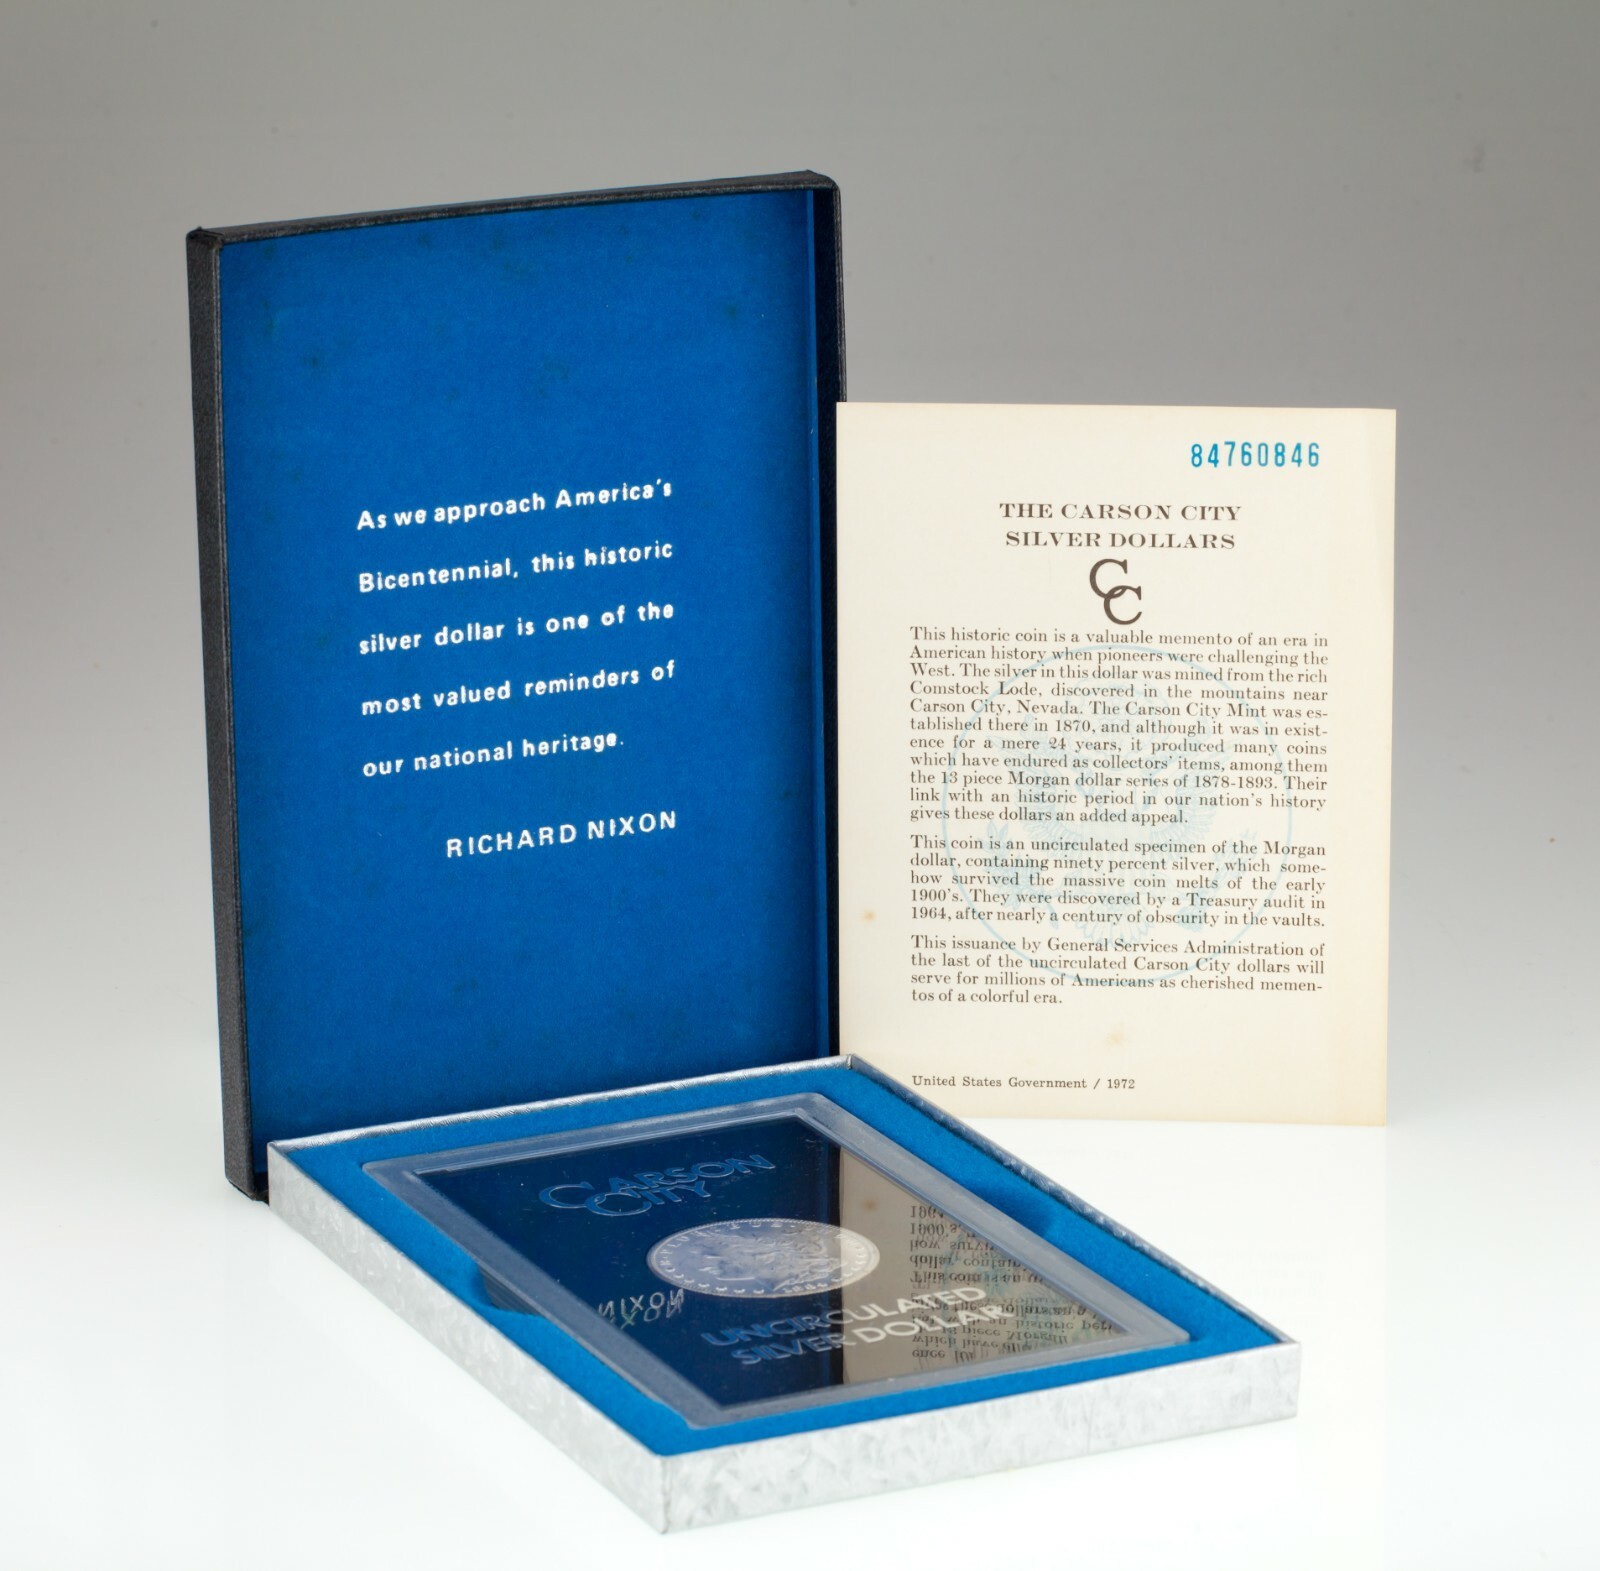 As we approach America's
Bicentennial, this historic
silver dollar is one of the
most valued reminders of
our national heritage.
RICHARD NIXON
84760846
THE CARSON CITY
SILVER DOLLARS
CC
This historic coin is a valuable memento of an era in
American history when pioneers were challenging the
West. The silver in this dollar was mined from the rich
Comstock Lode, discovered in the mountains near
Carson City, Nevada. The Carson City Mint was es-
tablished there in 1870, and although it was in exist-
ence for a mere 24 years, it produced many coins
which have endured as collectors' items, among them
the 13 piece Morgan dollar series of 1878-1893. Their
link with an historic period in our nation's history
gives these dollars an added appeal.
This coin is an uncirculated specimen of the Morgan
dollar, containing ninety percent silver, which some-
how survived the massive coin melts of the early
1900's. They were discovered by a Treasury audit in
1964, after nearly a century of obscurity in the vaults.
This issuance by General Services Administration of
the last of the uncirculated Carson City dollars will
serve for millions of Americans as cherished memen-
tos of a colorful era.
United States Government / 1972
CARSON
CITY
UNCIRCULATED
SILVER DOLLAR